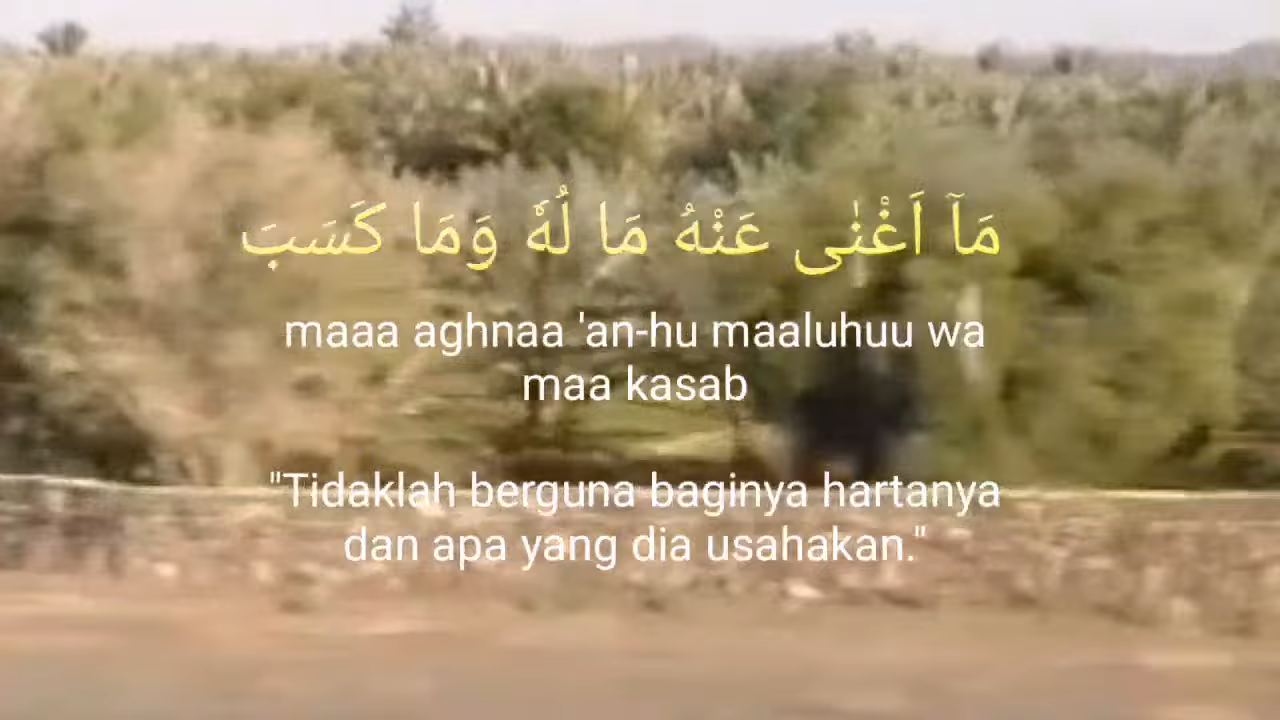 مَآ اَغْنٰى عَنْهُ مَا لُهٗ وَمَا كَسَبَ
maaa aghnaa 'an-hu maaluhuu wa
maa kasab
"Tidaklah berguna baginya hartanya
dan apa yang dia usahakan."